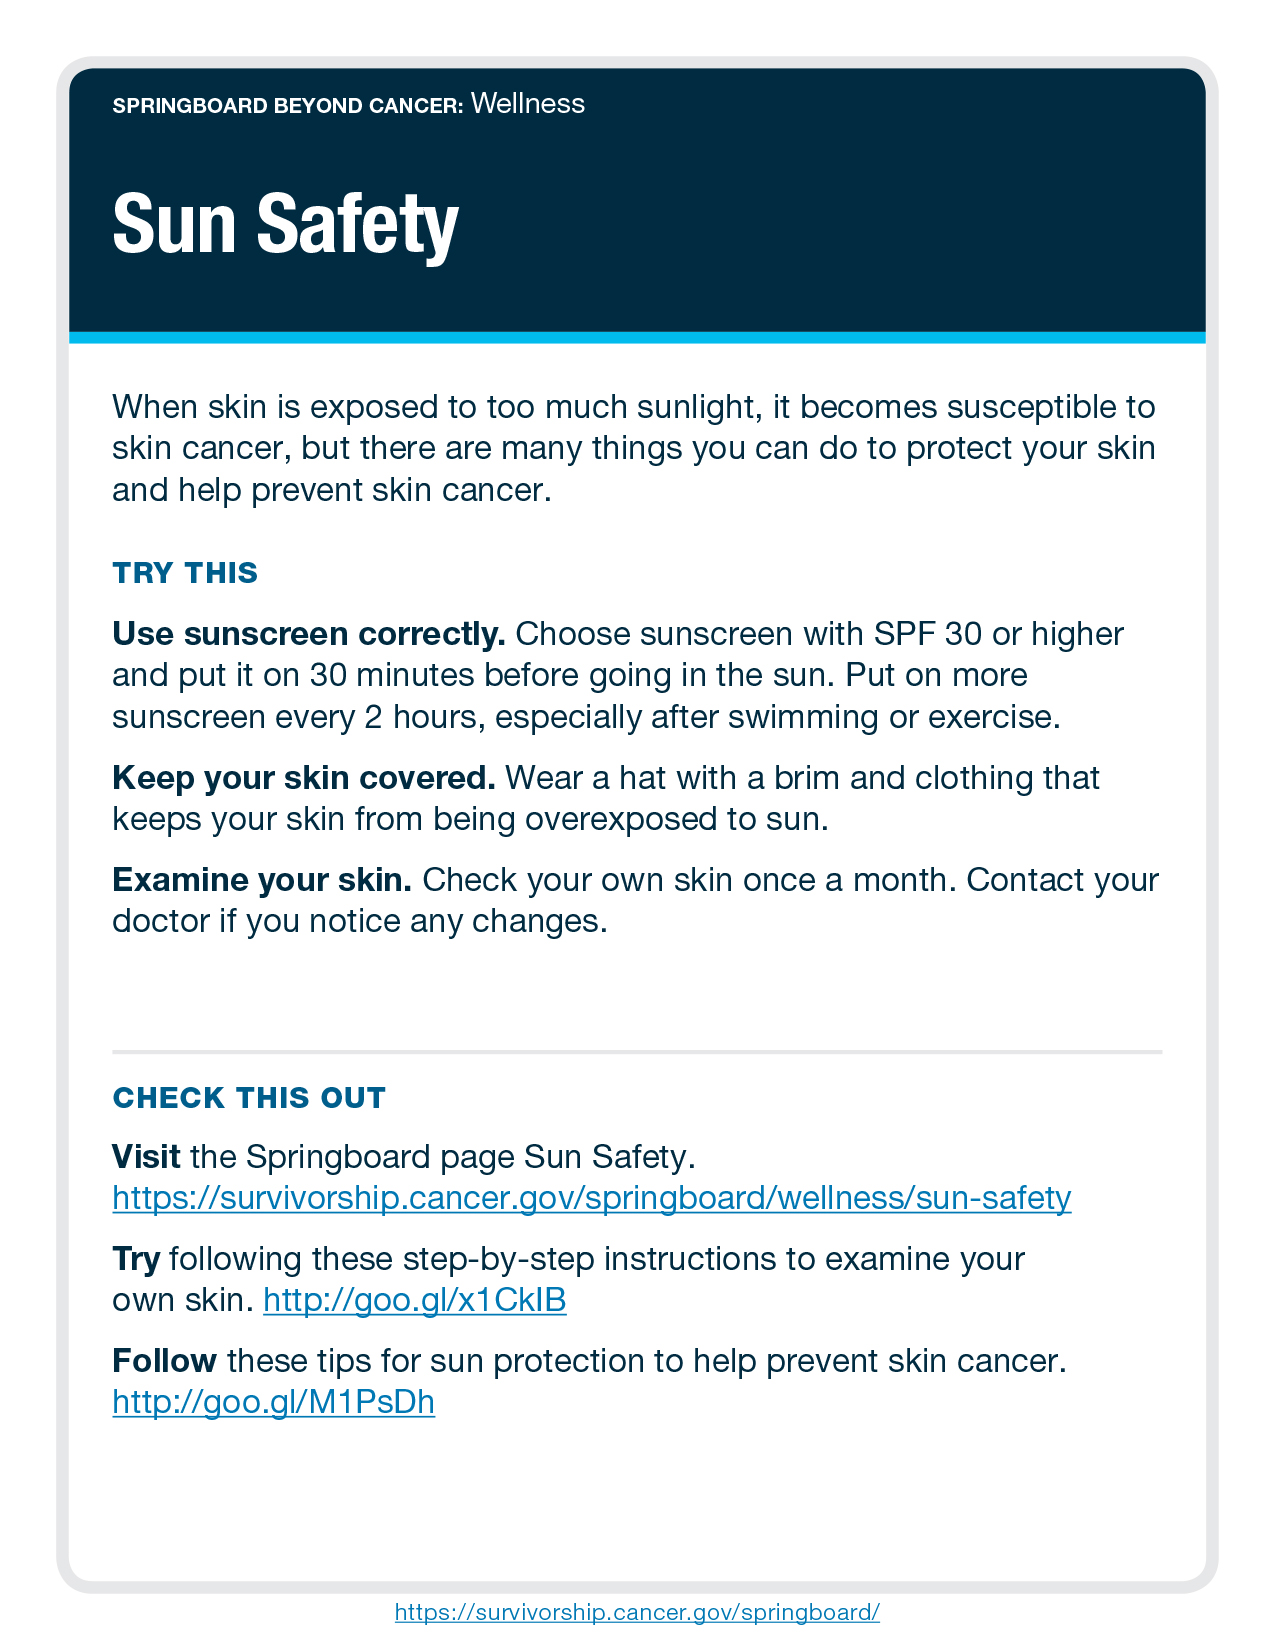 SPRINGBOARD BEYOND CANCER: Wellness
Sun Safety
When skin is exposed to too much sunlight, it becomes susceptible to
skin cancer, but there are many things you can do to protect your skin
and help prevent skin cancer.
TRY THIS
Use sunscreen correctly. Choose sunscreen with SPF 30 or higher
and put it on 30 minutes before going in the sun. Put on more
sunscreen every 2 hours, especially after swimming or exercise.
Keep your skin covered. Wear a hat with a brim and clothing that
keeps your skin from being overexposed to sun.
Examine your skin. Check your own skin once a month. Contact your
doctor if you notice any changes.
CHECK THIS OUT
Visit the Springboard page Sun Safety.
https://survivorship.cancer.gov/springboard/wellness/sun-safety
Try following these step-by-step instructions to examine your
own skin. http://goo.gl/x1CkIB
Follow these tips for sun protection to help prevent skin cancer.
http://goo.gl/M1PsDh
https://survivorship.cancer.gov/springboard/